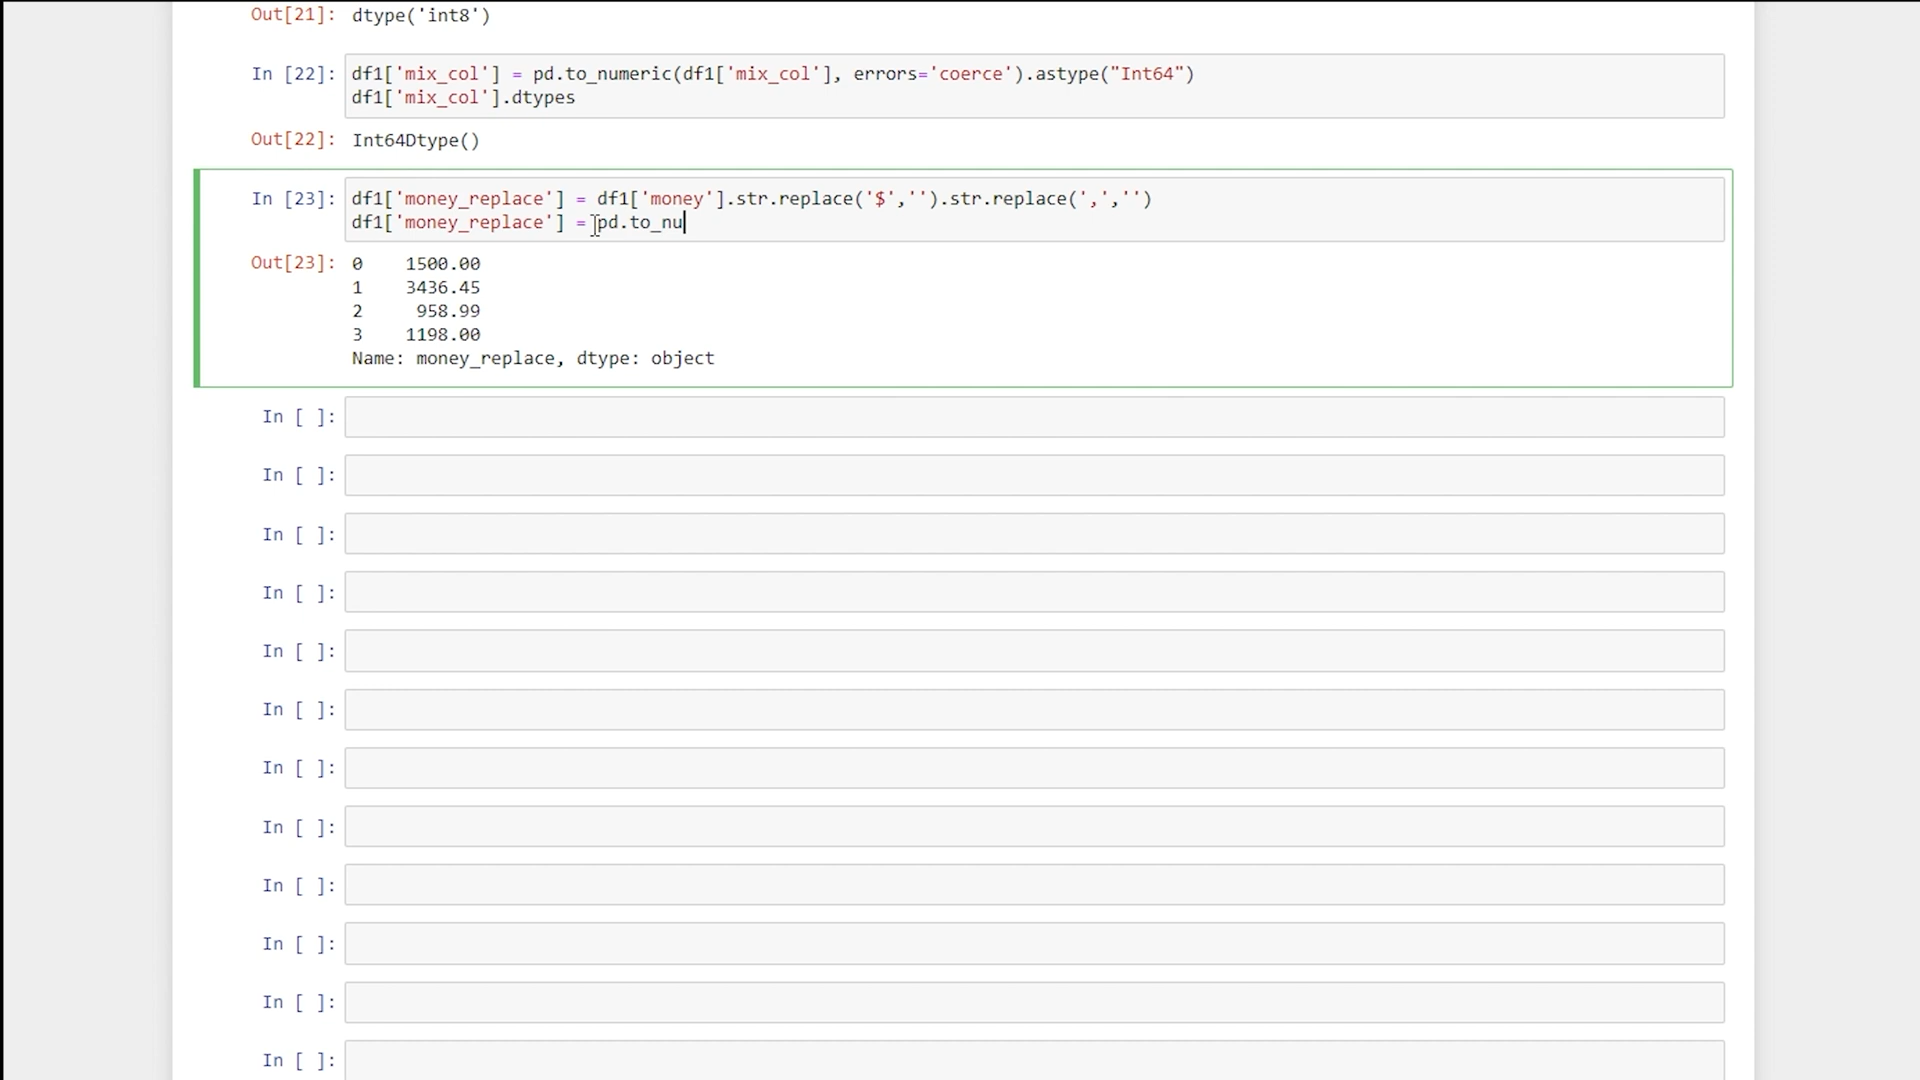 Out[21]: dtype('int8')
In [22]: df1['mix_col'] = pd.to_numeric(df1['mix_col'], errors='coerce').astype("Int64")
df1['mix_col'].dtypes
Out[22]: Int64Dtype()
In [23]: df1['money_replace'] = df1['money'].str.replace('$','').str.replace(',','')
df1['money_replace'] = pd.to_nu
Out[23]: 0 1500.00
1 3436.45
2 958.99
3 1198.00
Name: money_replace, dtype: object
In [ ]:
In [ ]:
In [ ]:
In [ ]:
In [ ]:
In [ ]:
In [ ]:
In [ ]:
In [ ]:
In [ ]:
In [ ]:
In [ ]: